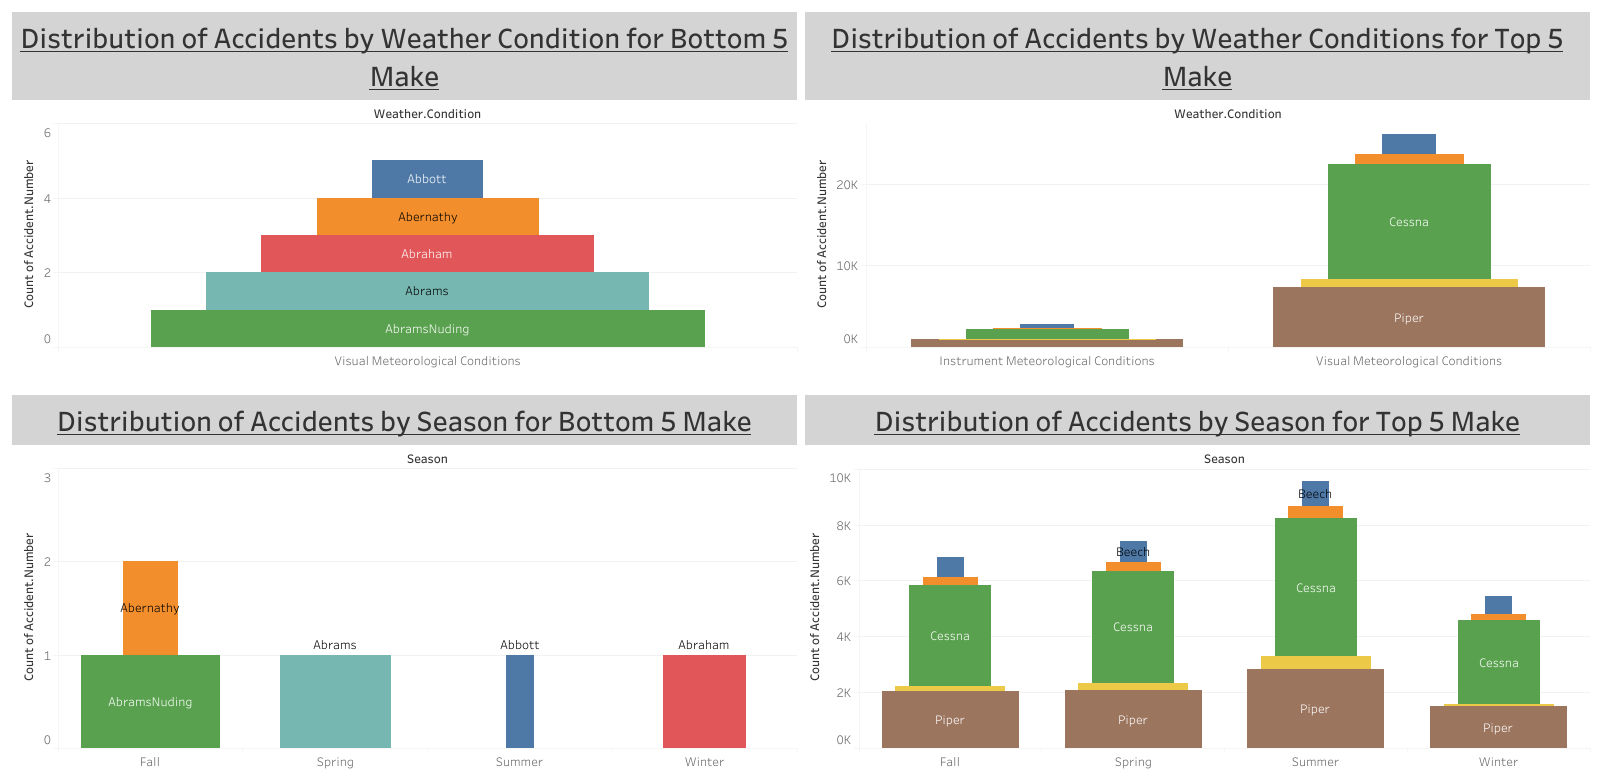 Distribution of Accidents by Weather Condition for Bottom 5
Make
Weather.Condition
Count of Accident.Number
6
4
2
0
Abbott
Abernathy
Abraham
Abrams
AbramsNuding
Visual Meteorological Conditions
Distribution of Accidents by Weather Conditions for Top 5
Make
Weather.Condition
Count of Accident.Number
20K
10K
0K
Cessna
Piper
Instrument Meteorological Conditions
Visual Meteorological Conditions
Distribution of Accidents by Season for Bottom 5 Make
Season
Count of Accident.Number
3
2
1
0
Abernathy
AbramsNuding
Abrams
Abbott
Abraham
Fall
Spring
Summer
Winter
Distribution of Accidents by Season for Top 5 Make
Season
Count of Accident.Number
10K
8K
6K
4K
2K
0K
Cessna
Piper
Beech
Cessna
Piper
Beech
Cessna
Piper
Cessna
Piper
Fall
Spring
Summer
Winter